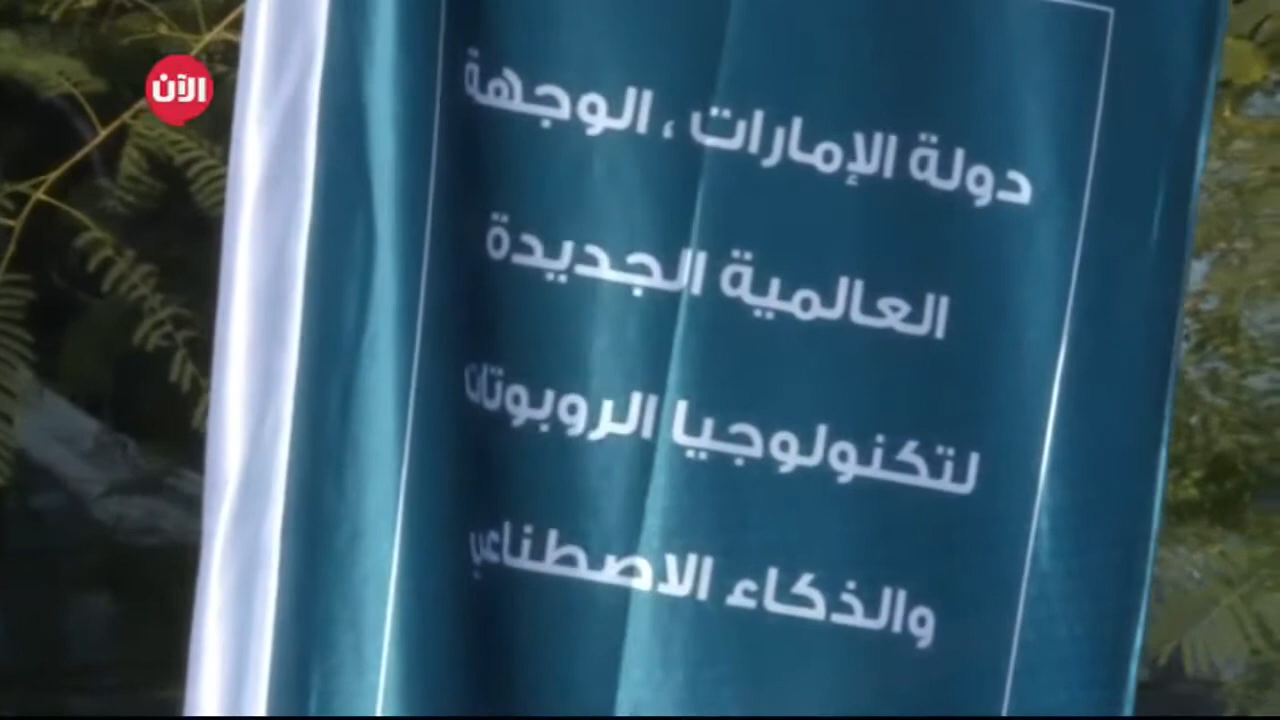 الآن
دولة الإمارات ، الوجهة
العالمية الجديدة
لتكنولوجيا الروبوتات
والذكاء الاصطناعي